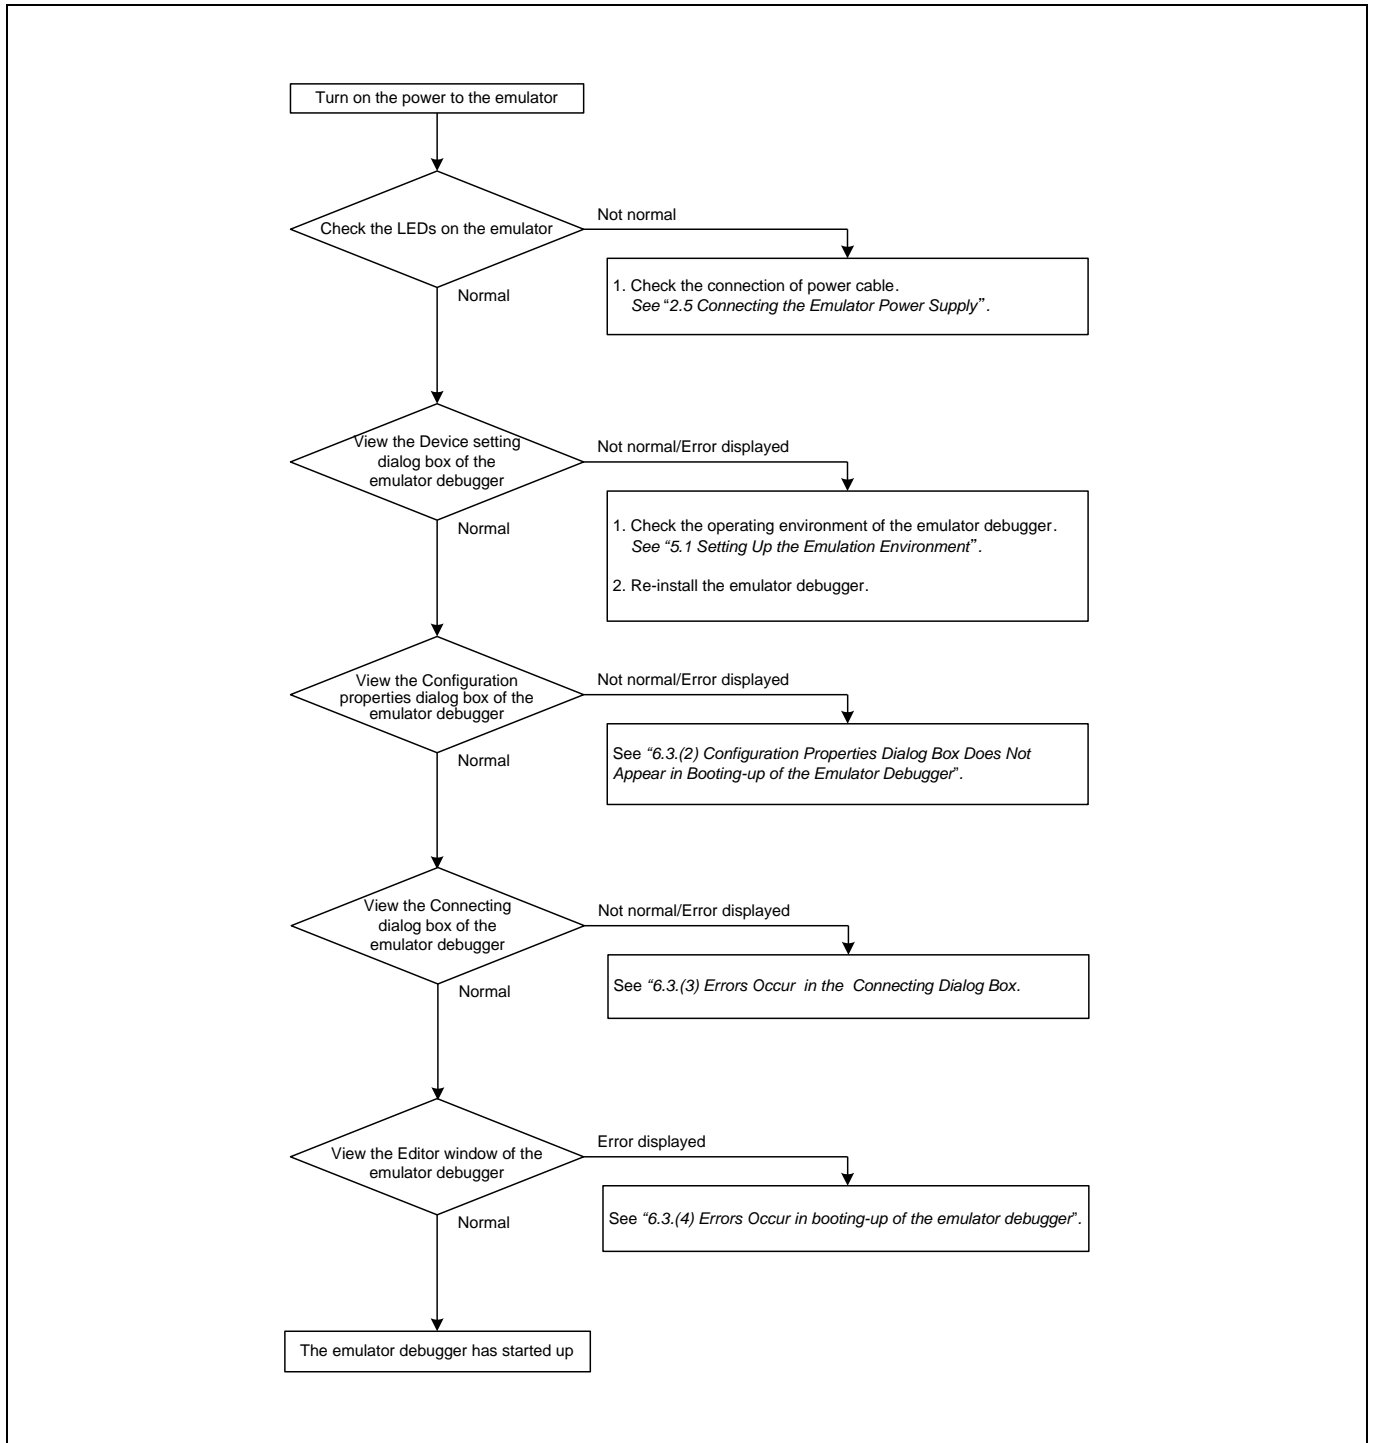 Turn on the power to the emulator
Check the LEDs on the emulator
Not normal
Normal
1. Check the connection of power cable.
See “2.5 Connecting the Emulator Power Supply”.
View the Device setting
dialog box of the
emulator debugger
Not normal/Error displayed
Normal
1. Check the operating environment of the emulator debugger.
See “5.1 Setting Up the Emulation Environment”.
2. Re-install the emulator debugger.
View the Configuration
properties dialog box of the
emulator debugger
Not normal/Error displayed
Normal
See “6.3.(2) Configuration Properties Dialog Box Does Not
Appear in Booting-up of the Emulator Debugger”.
View the Connecting
dialog box of the
emulator debugger
Not normal/Error displayed
Normal
See “6.3.(3) Errors Occur in the Connecting Dialog Box.
View the Editor window of the
emulator debugger
Error displayed
Normal
See “6.3.(4) Errors Occur in booting-up of the emulator debugger”.
The emulator debugger has started up